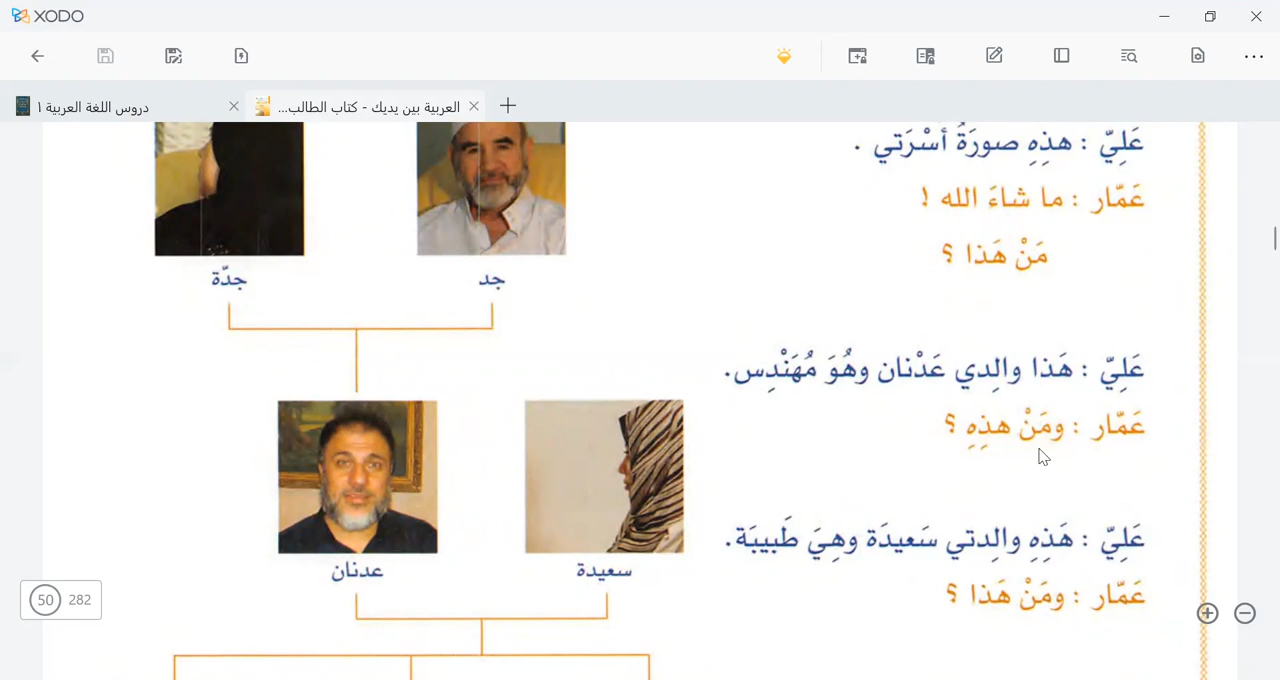 XODO
دروس اللغة العربية ١
العربية بين يديك - كتاب الطالب...
عَلِيّ : هذِهِ صورَةُ أُسْرَتي .
عَمّار : ما شاءَ الله !
مَنْ هَذا ؟
جدّة
جد
عَلِيّ : هَذا والِدي عَدْنان وهُوَ مُهَنْدِس.
عَمّار : ومَنْ هذِهِ ؟
عَلِيّ : هَذِهِ والِدتي سَعيدَة وهِيَ طَبيبَة.
عَمّار : ومَنْ هَذا ؟
عدنان
سعيدة
50 282